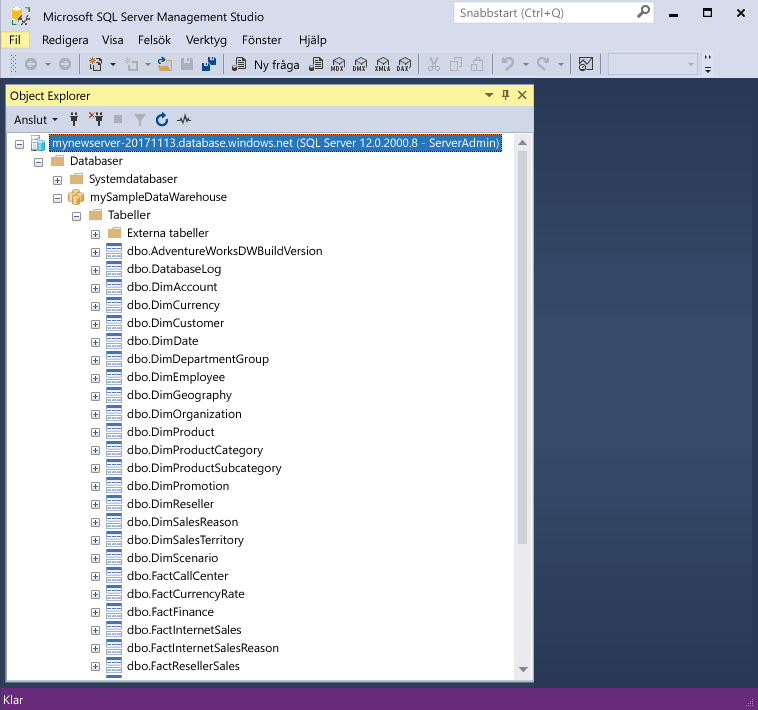 Microsoft SQL Server Management Studio
Snabbstart (Ctrl+Q)
Fil Redigera Visa Felsök Verktyg Fönster Hjälp
Ny fråga MDX DMX XMLA DAX
Object Explorer
Anslut
mynewserver-20171113.database.windows.net (SQL Server 12.0.2000.8 - ServerAdmin)
Databaser
Systemdatabaser
mySampleDataWarehouse
Tabeller
Externa tabeller
dbo.AdventureWorksDWBuildVersion
dbo.DatabaseLog
dbo.DimAccount
dbo.DimCurrency
dbo.DimCustomer
dbo.DimDate
dbo.DimDepartmentGroup
dbo.DimEmployee
dbo.DimGeography
dbo.DimOrganization
dbo.DimProduct
dbo.DimProductCategory
dbo.DimProductSubcategory
dbo.DimPromotion
dbo.DimReseller
dbo.DimSalesReason
dbo.DimSalesTerritory
dbo.DimScenario
dbo.FactCallCenter
dbo.FactCurrencyRate
dbo.FactFinance
dbo.FactInternetSales
dbo.FactInternetSalesReason
dbo.FactResellerSales
Klar